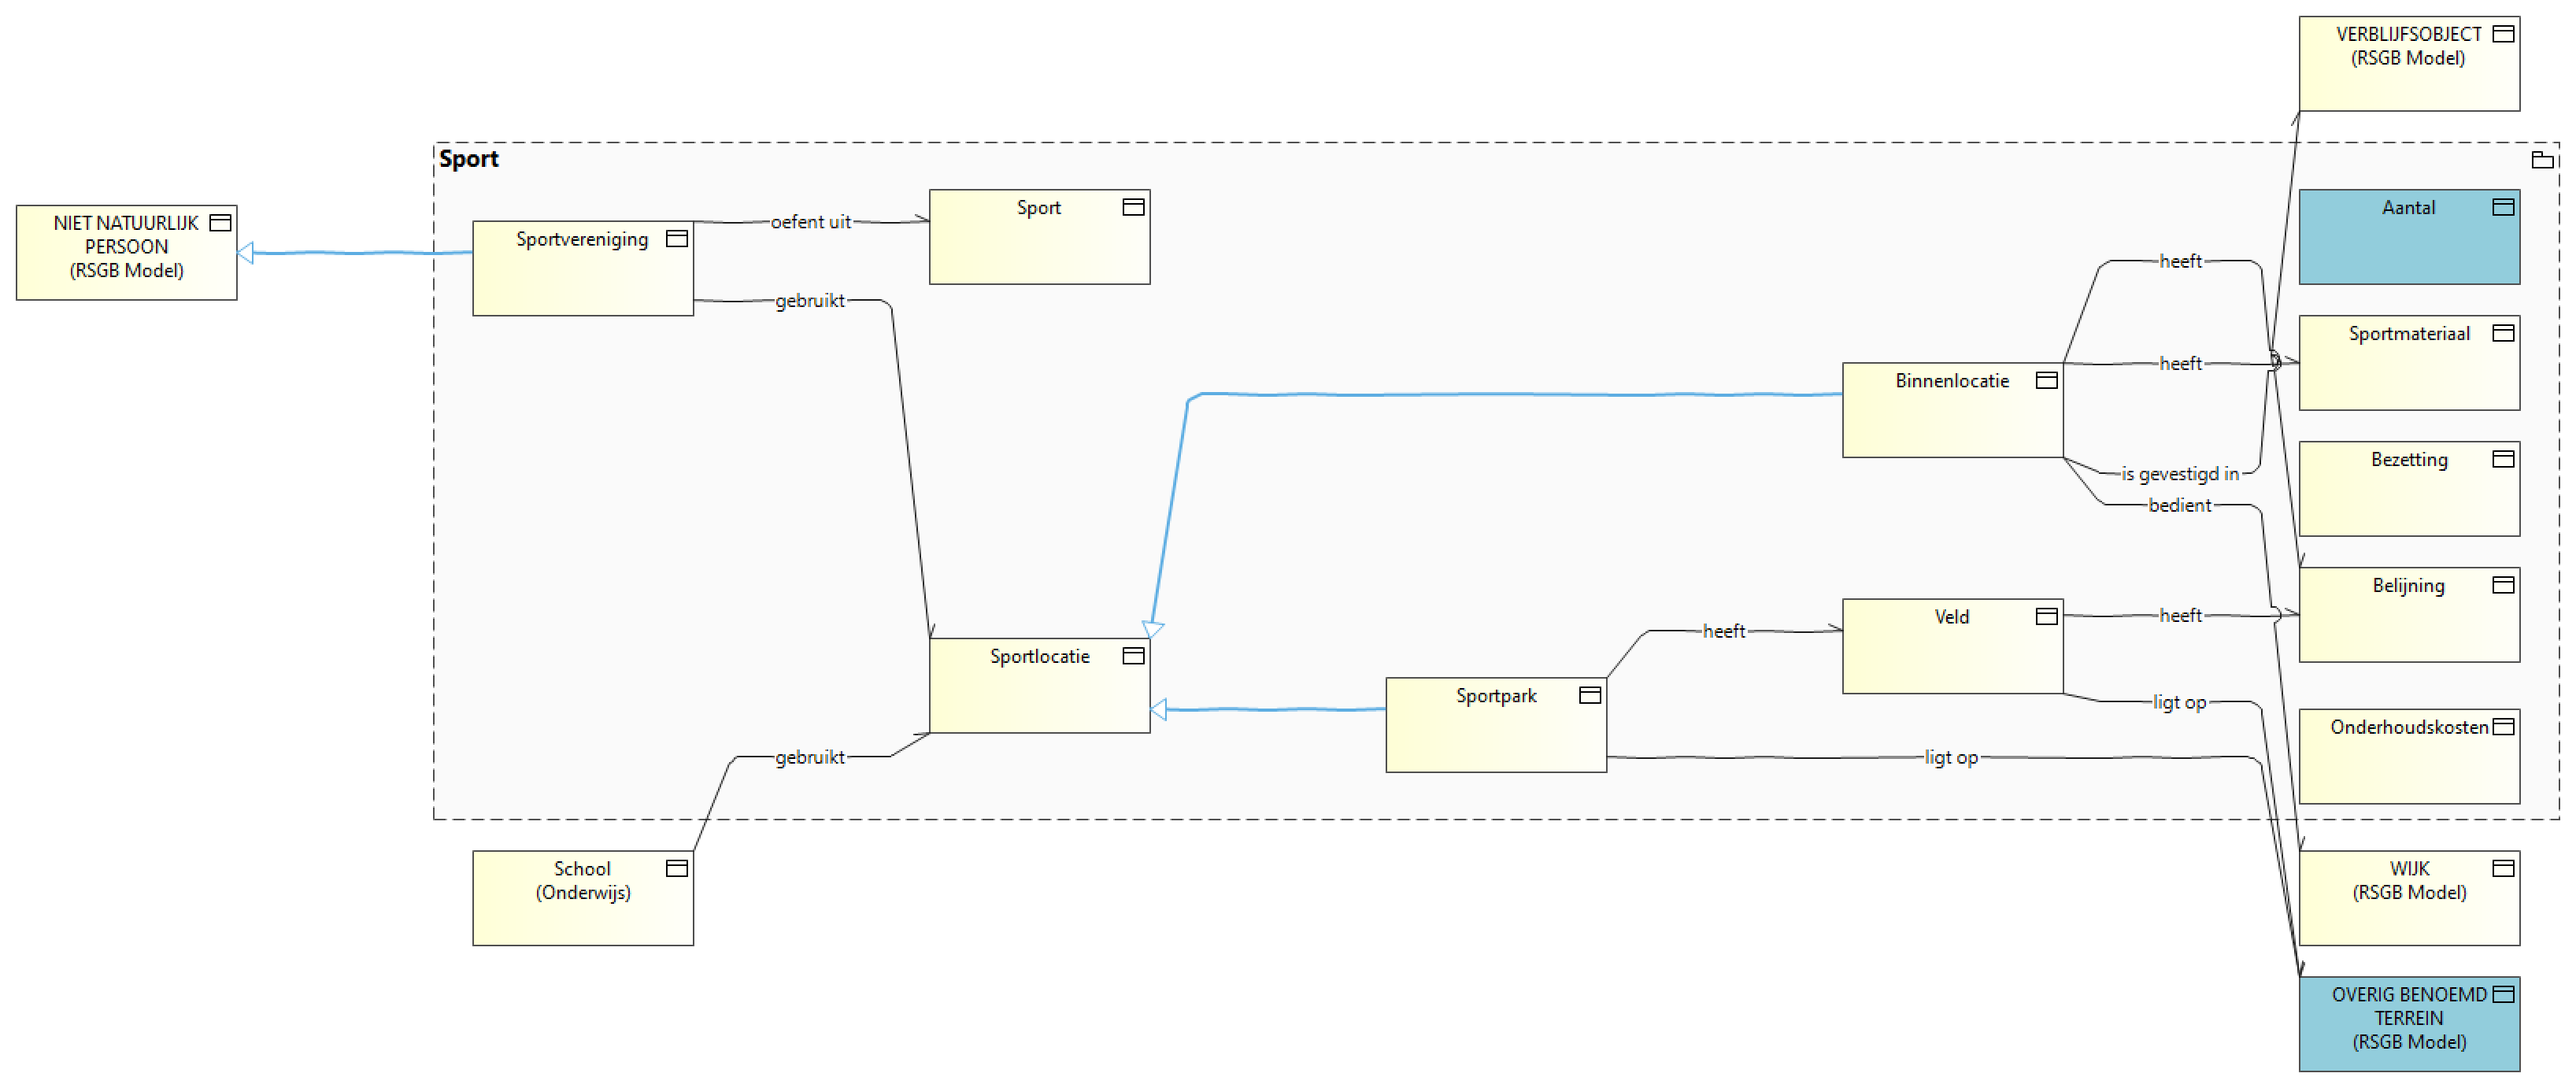 VERBLIJFSOBJECT
(RSGB Model)
Sport
NIET NATUURLIJK
PERSOON
(RSGB Model)
Sportvereniging
oefent uit
Sport
Aantal
gebruikt
heeft
Sportmateriaal
heeft
Binnenlocatie
is gevestigd in
bedient
Bezetting
Belijning
heeft
Veld
heeft
Sportlocatie
Sportpark
ligt op
Onderhoudskosten
gebruikt
ligt op
School
(Onderwijs)
WIJK
(RSGB Model)
OVERIG BENOEMD
TERREIN
(RSGB Model)